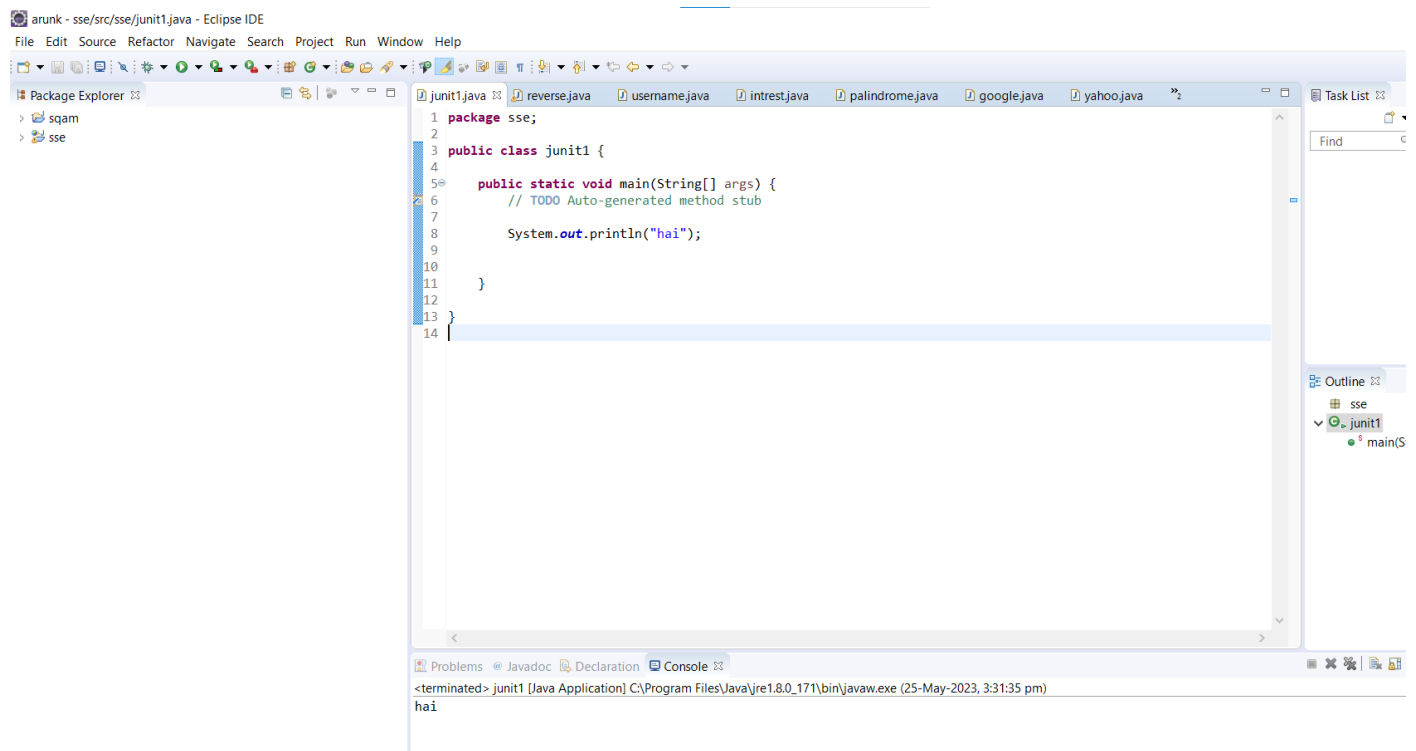 arunk - sse/src/sse/junit1.java - Eclipse IDE
File Edit Source Refactor Navigate Search Project Run Window Help
Package Explorer
sqam
sse
junit1.java reverse.java username.java intrest.java palindrome.java google.java yahoo.java »2
1 package sse;
2
3 public class junit1 {
4
5 public static void main(String[] args) {
6 // TODO Auto-generated method stub
7
8 System.out.println("hai");
9
10
11 }
12
13 }
14
Task List
Find
Outline
sse
junit1
main(S
Problems @ Javadoc Declaration Console
<terminated> junit1 [Java Application] C:\Program Files\Java\jre1.8.0_171\bin\javaw.exe (25-May-2023, 3:31:35 pm)
hai